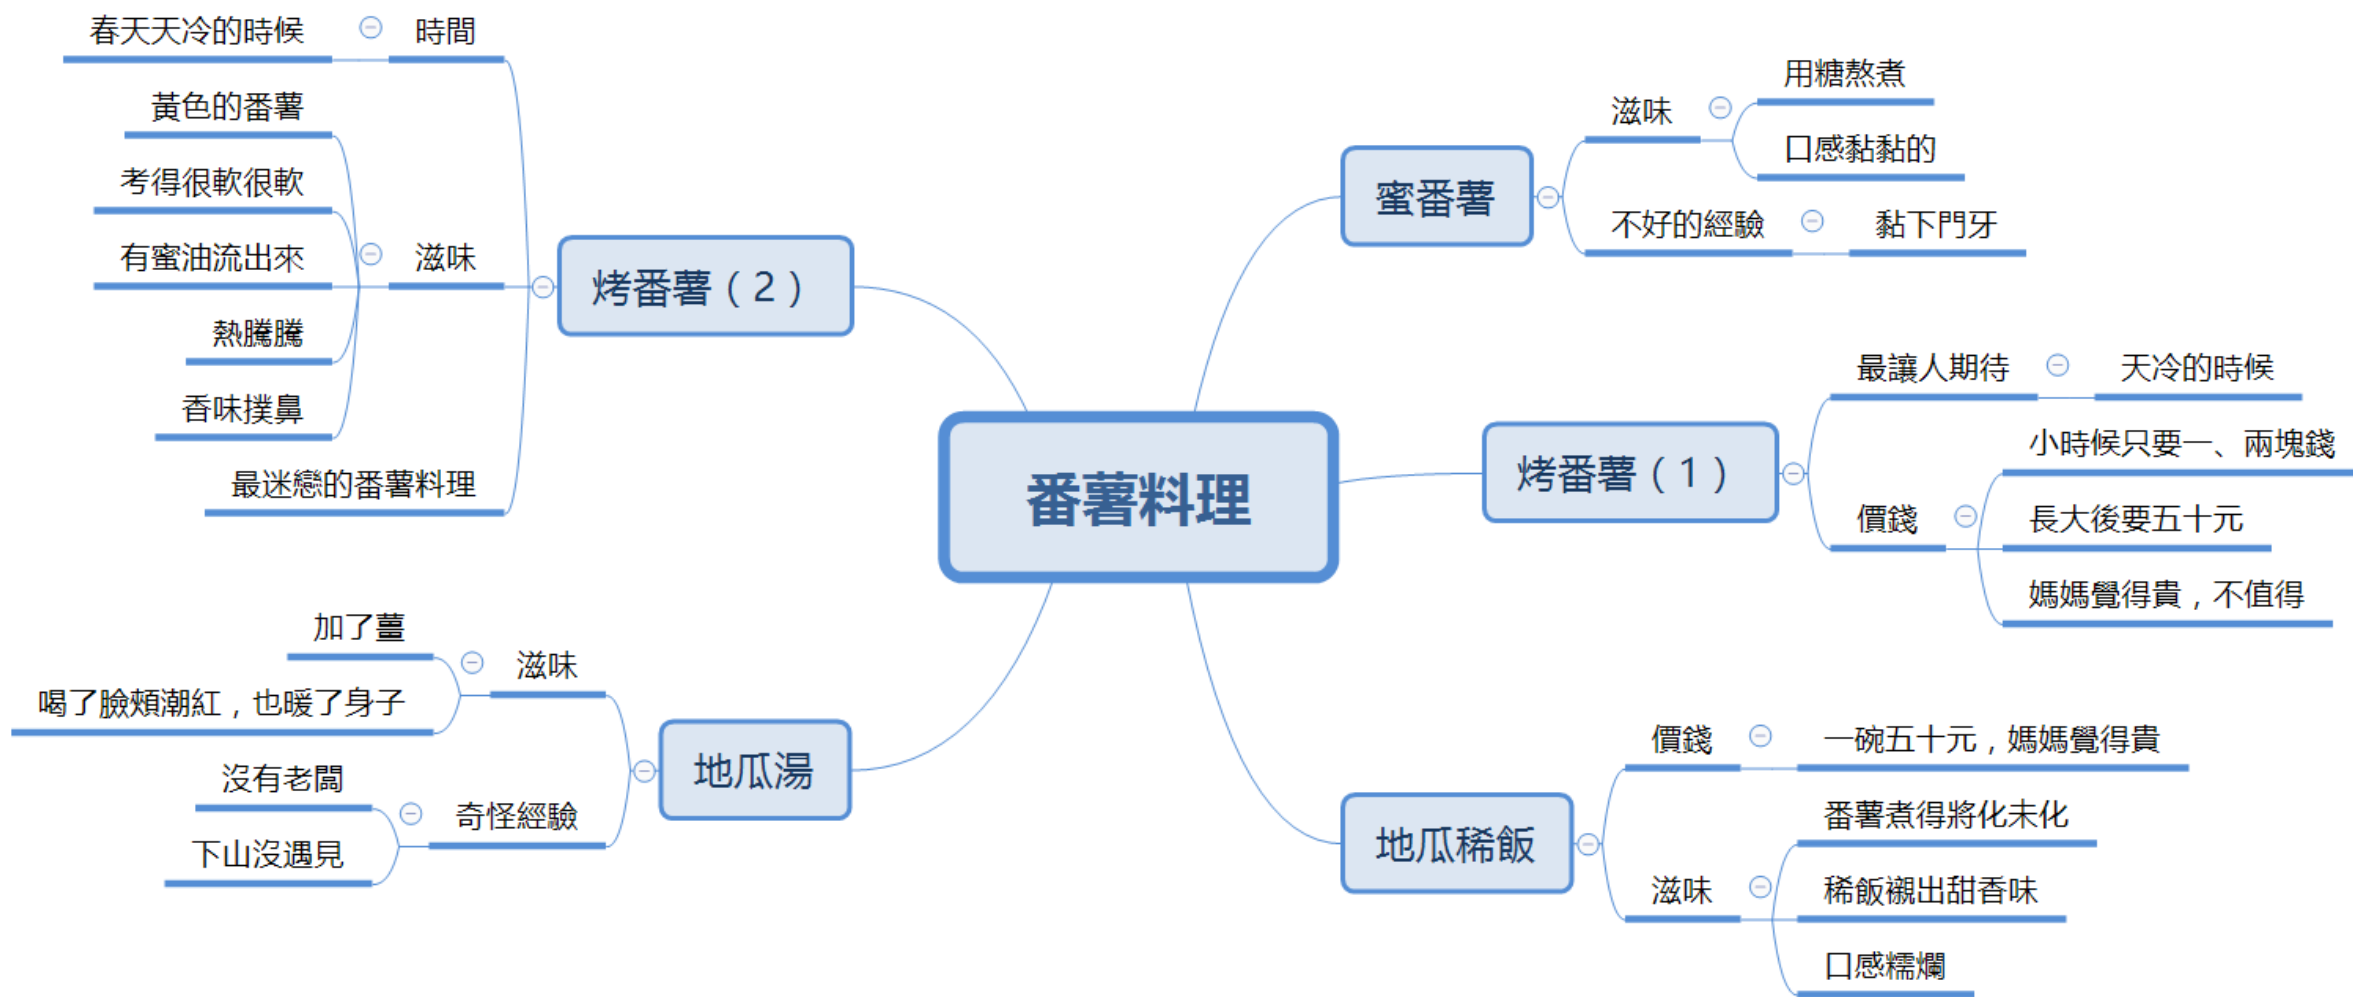 番薯料理
蜜番薯
滋味
用糖熬煮
口感黏黏的
不好的經驗
黏下門牙
烤番薯（1）
最讓人期待
天冷的時候
價錢
小時候只要一、兩塊錢
長大後要五十元
媽媽覺得貴，不值得
地瓜稀飯
價錢
一碗五十元，媽媽覺得貴
滋味
番薯煮得將化未化
稀飯襯出甜香味
口感糯爛
烤番薯（2）
時間
春天天冷的時候
滋味
黃色的番薯
考得很軟很軟
有蜜油流出來
熱騰騰
香味撲鼻
最迷戀的番薯料理
地瓜湯
滋味
加了薑
喝了臉頰潮紅，也暖了身子
奇怪經驗
沒有老闆
下山沒遇見